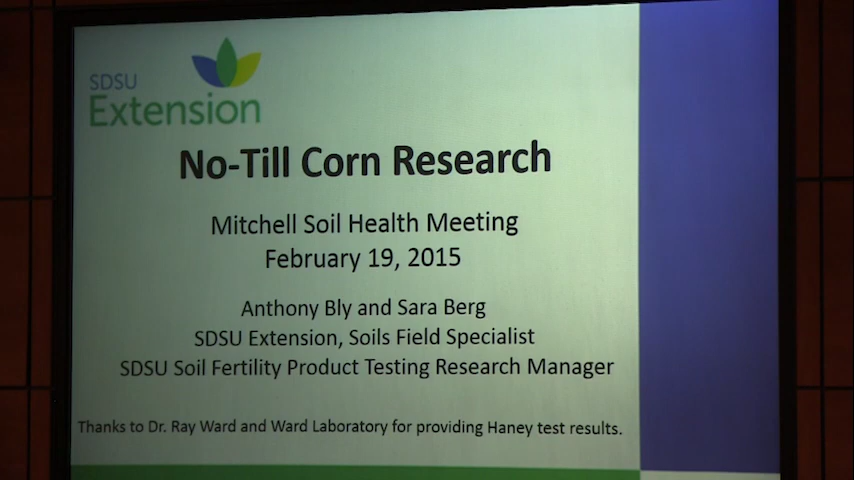 SDSU
Extension
No-Till Corn Research
Mitchell Soil Health Meeting
February 19, 2015
Anthony Bly and Sara Berg
SDSU Extension, Soils Field Specialist
SDSU Soil Fertility Product Testing Research Manager
Thanks to Dr. Ray Ward and Ward Laboratory for providing Haney test results.